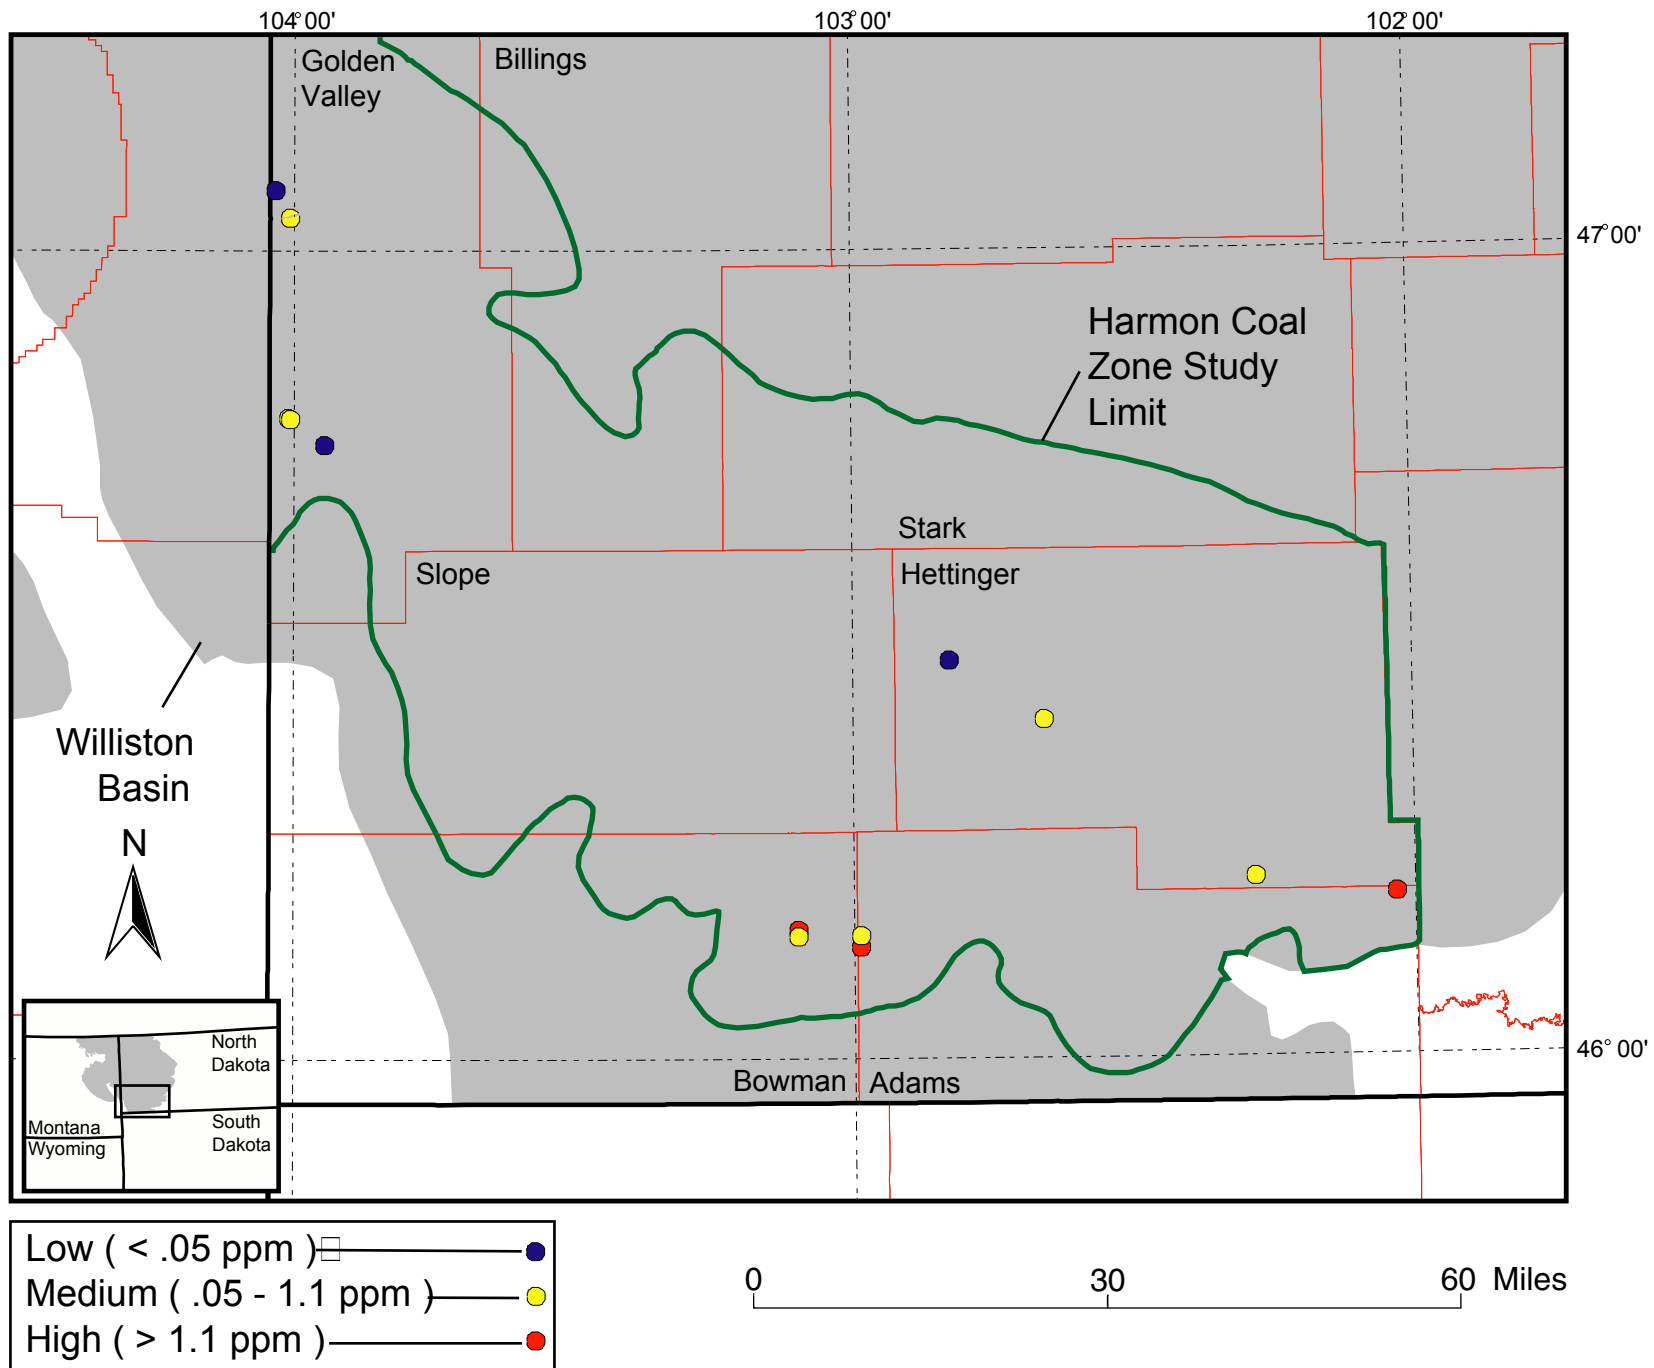 104°00'
103°00'
102°00'
Golden
Valley
Billings
47°00'
Harmon Coal
Zone Study
Limit
Stark
Slope
Hettinger
Williston
Basin
N
North
Dakota
46°00'
Bowman
Adams
Montana
Wyoming
South
Dakota
Low ( < .05 ppm )
Medium ( .05 - 1.1 ppm )
High ( > 1.1 ppm )
0
30
60 Miles